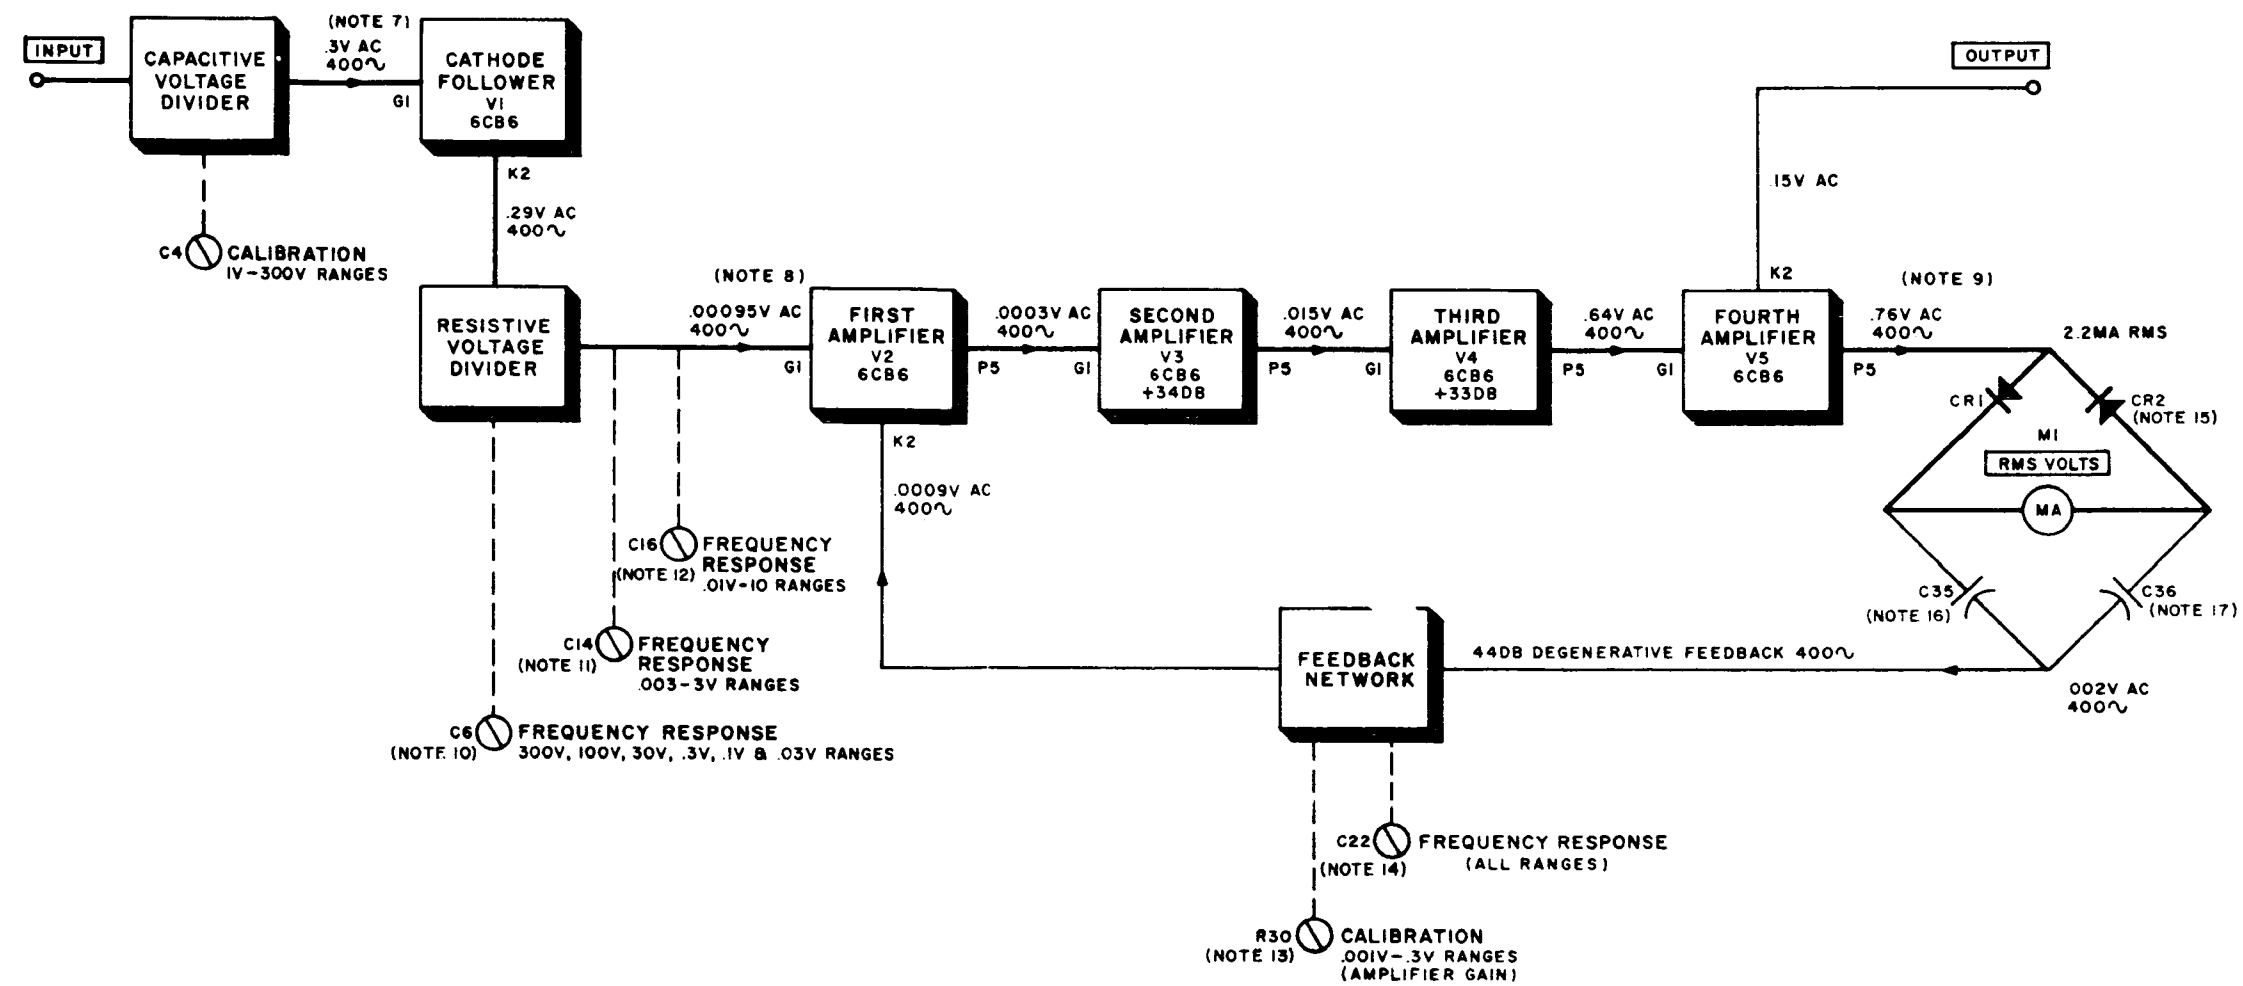 INPUT
CAPACITIVE
VOLTAGE
DIVIDER
(NOTE 7)
.3V AC
400~
G1
CATHODE
FOLLOWER
V1
6CB6
K2
.29V AC
400~
C4
CALIBRATION
1V-300V RANGES
RESISTIVE
VOLTAGE
DIVIDER
(NOTE 8)
.00095V AC
400~
G1
FIRST
AMPLIFIER
V2
6CB6
.0003V AC
400~
P5
G1
SECOND
AMPLIFIER
V3
6CB6
+34DB
.015V AC
400~
P5
G1
THIRD
AMPLIFIER
V4
6CB6
+33DB
.64V AC
400~
P5
G1
FOURTH
AMPLIFIER
V5
6CB6
K2
.15V AC
OUTPUT
(NOTE 9)
.76V AC
400~
P5
2.2MA RMS
CR1
CR2
(NOTE 15)
M1
RMS VOLTS
MA
C35
(NOTE 16)
C36
(NOTE 17)
002V AC
400~
44DB DEGENERATIVE FEEDBACK 400~
FEEDBACK
NETWORK
K2
.0009V AC
400~
C16
(NOTE 12)
FREQUENCY
RESPONSE
.01V-10 RANGES
C14
(NOTE 11)
FREQUENCY
RESPONSE
.003-3V RANGES
C6
(NOTE 10)
FREQUENCY RESPONSE
300V, 100V, 30V, .3V, .1V & .03V RANGES
C22
(NOTE 14)
FREQUENCY RESPONSE
(ALL RANGES)
R30
(NOTE 13)
CALIBRATION
.001V-.3V RANGES
(AMPLIFIER GAIN)